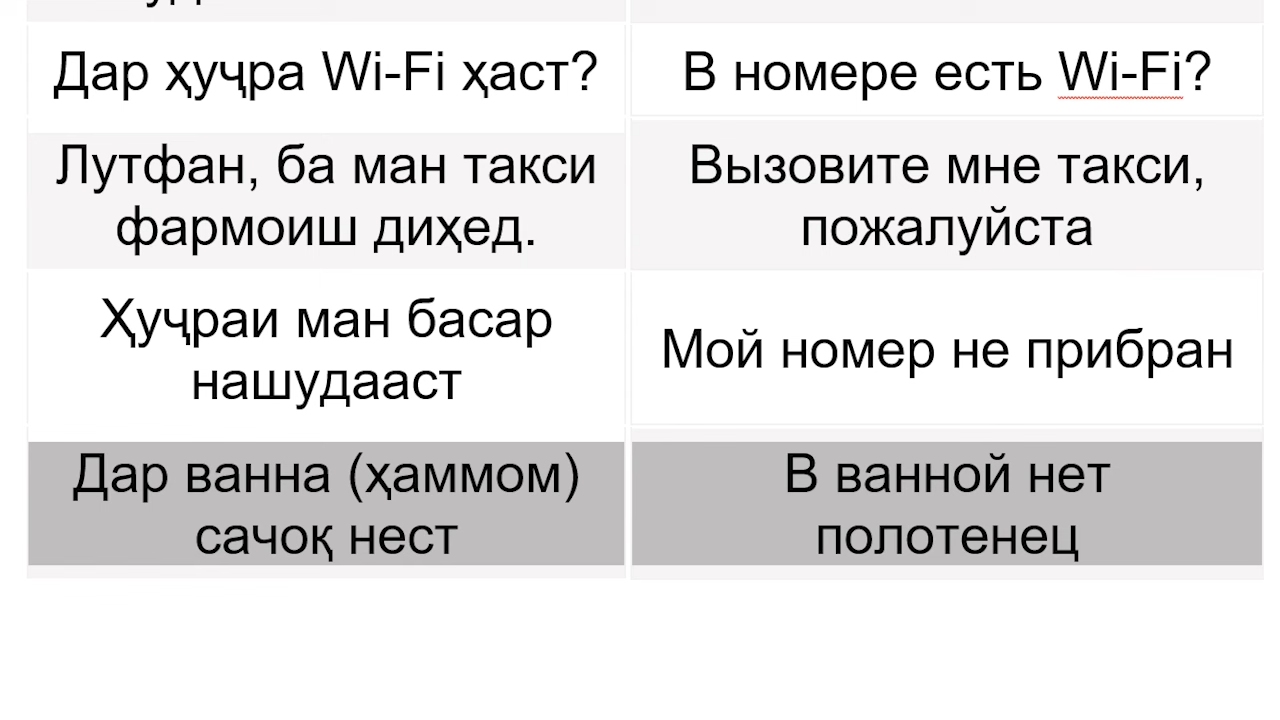 Дар ҳуҷра Wi-Fi ҳаст?
В номере есть Wi-Fi?
Лутфан, ба ман такси
фармоиш диҳед.
Вызовите мне такси,
пожалуйста
Ҳуҷраи ман басар
нашудааст
Мой номер не прибран
Дар ванна (ҳаммом)
сачоқ нест
В ванной нет
полотенец